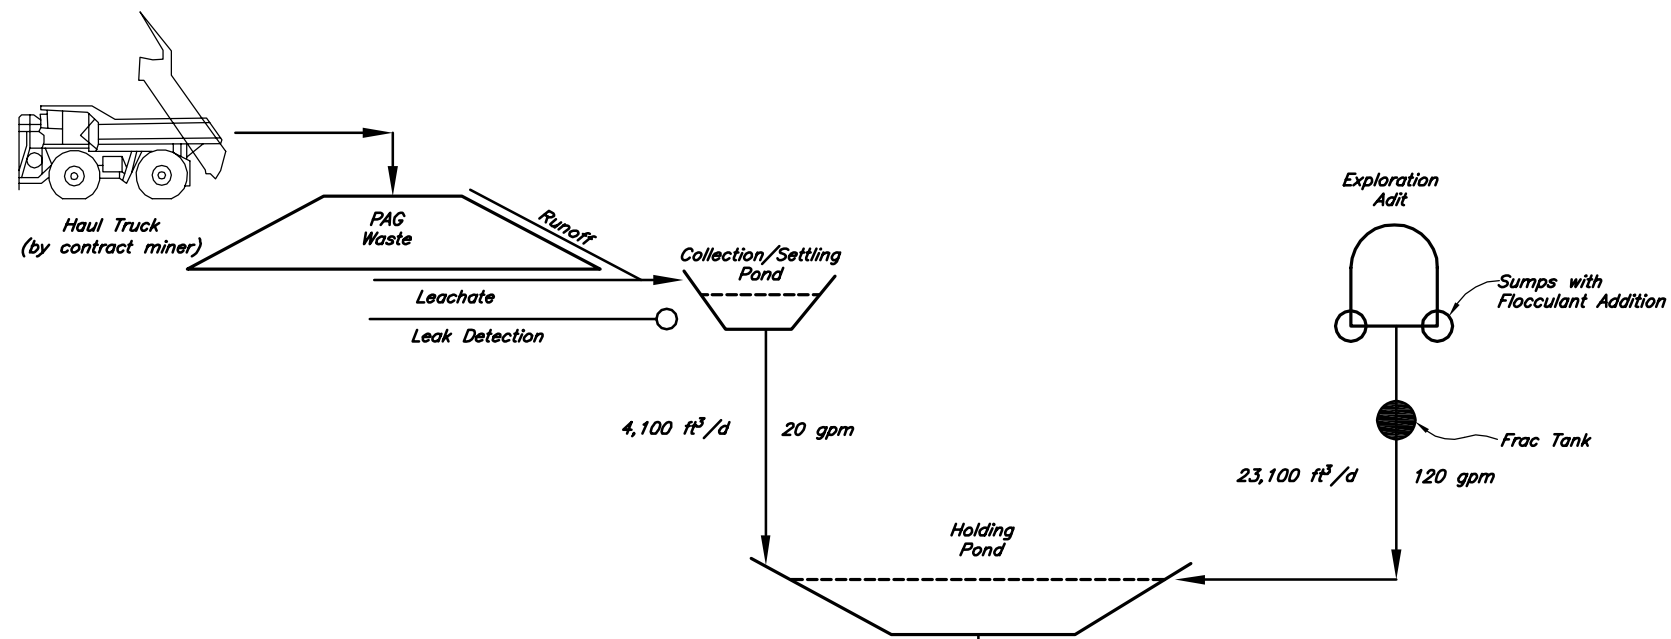 Haul Truck
(by contract miner)
PAG
Waste
Runoff
Leachate
Leak Detection
Collection/Settling
Pond
4,100 ft³/d
20 gpm
Exploration
Adit
Sumps with
Flocculant Addition
Frac Tank
23,100 ft³/d
120 gpm
Holding
Pond